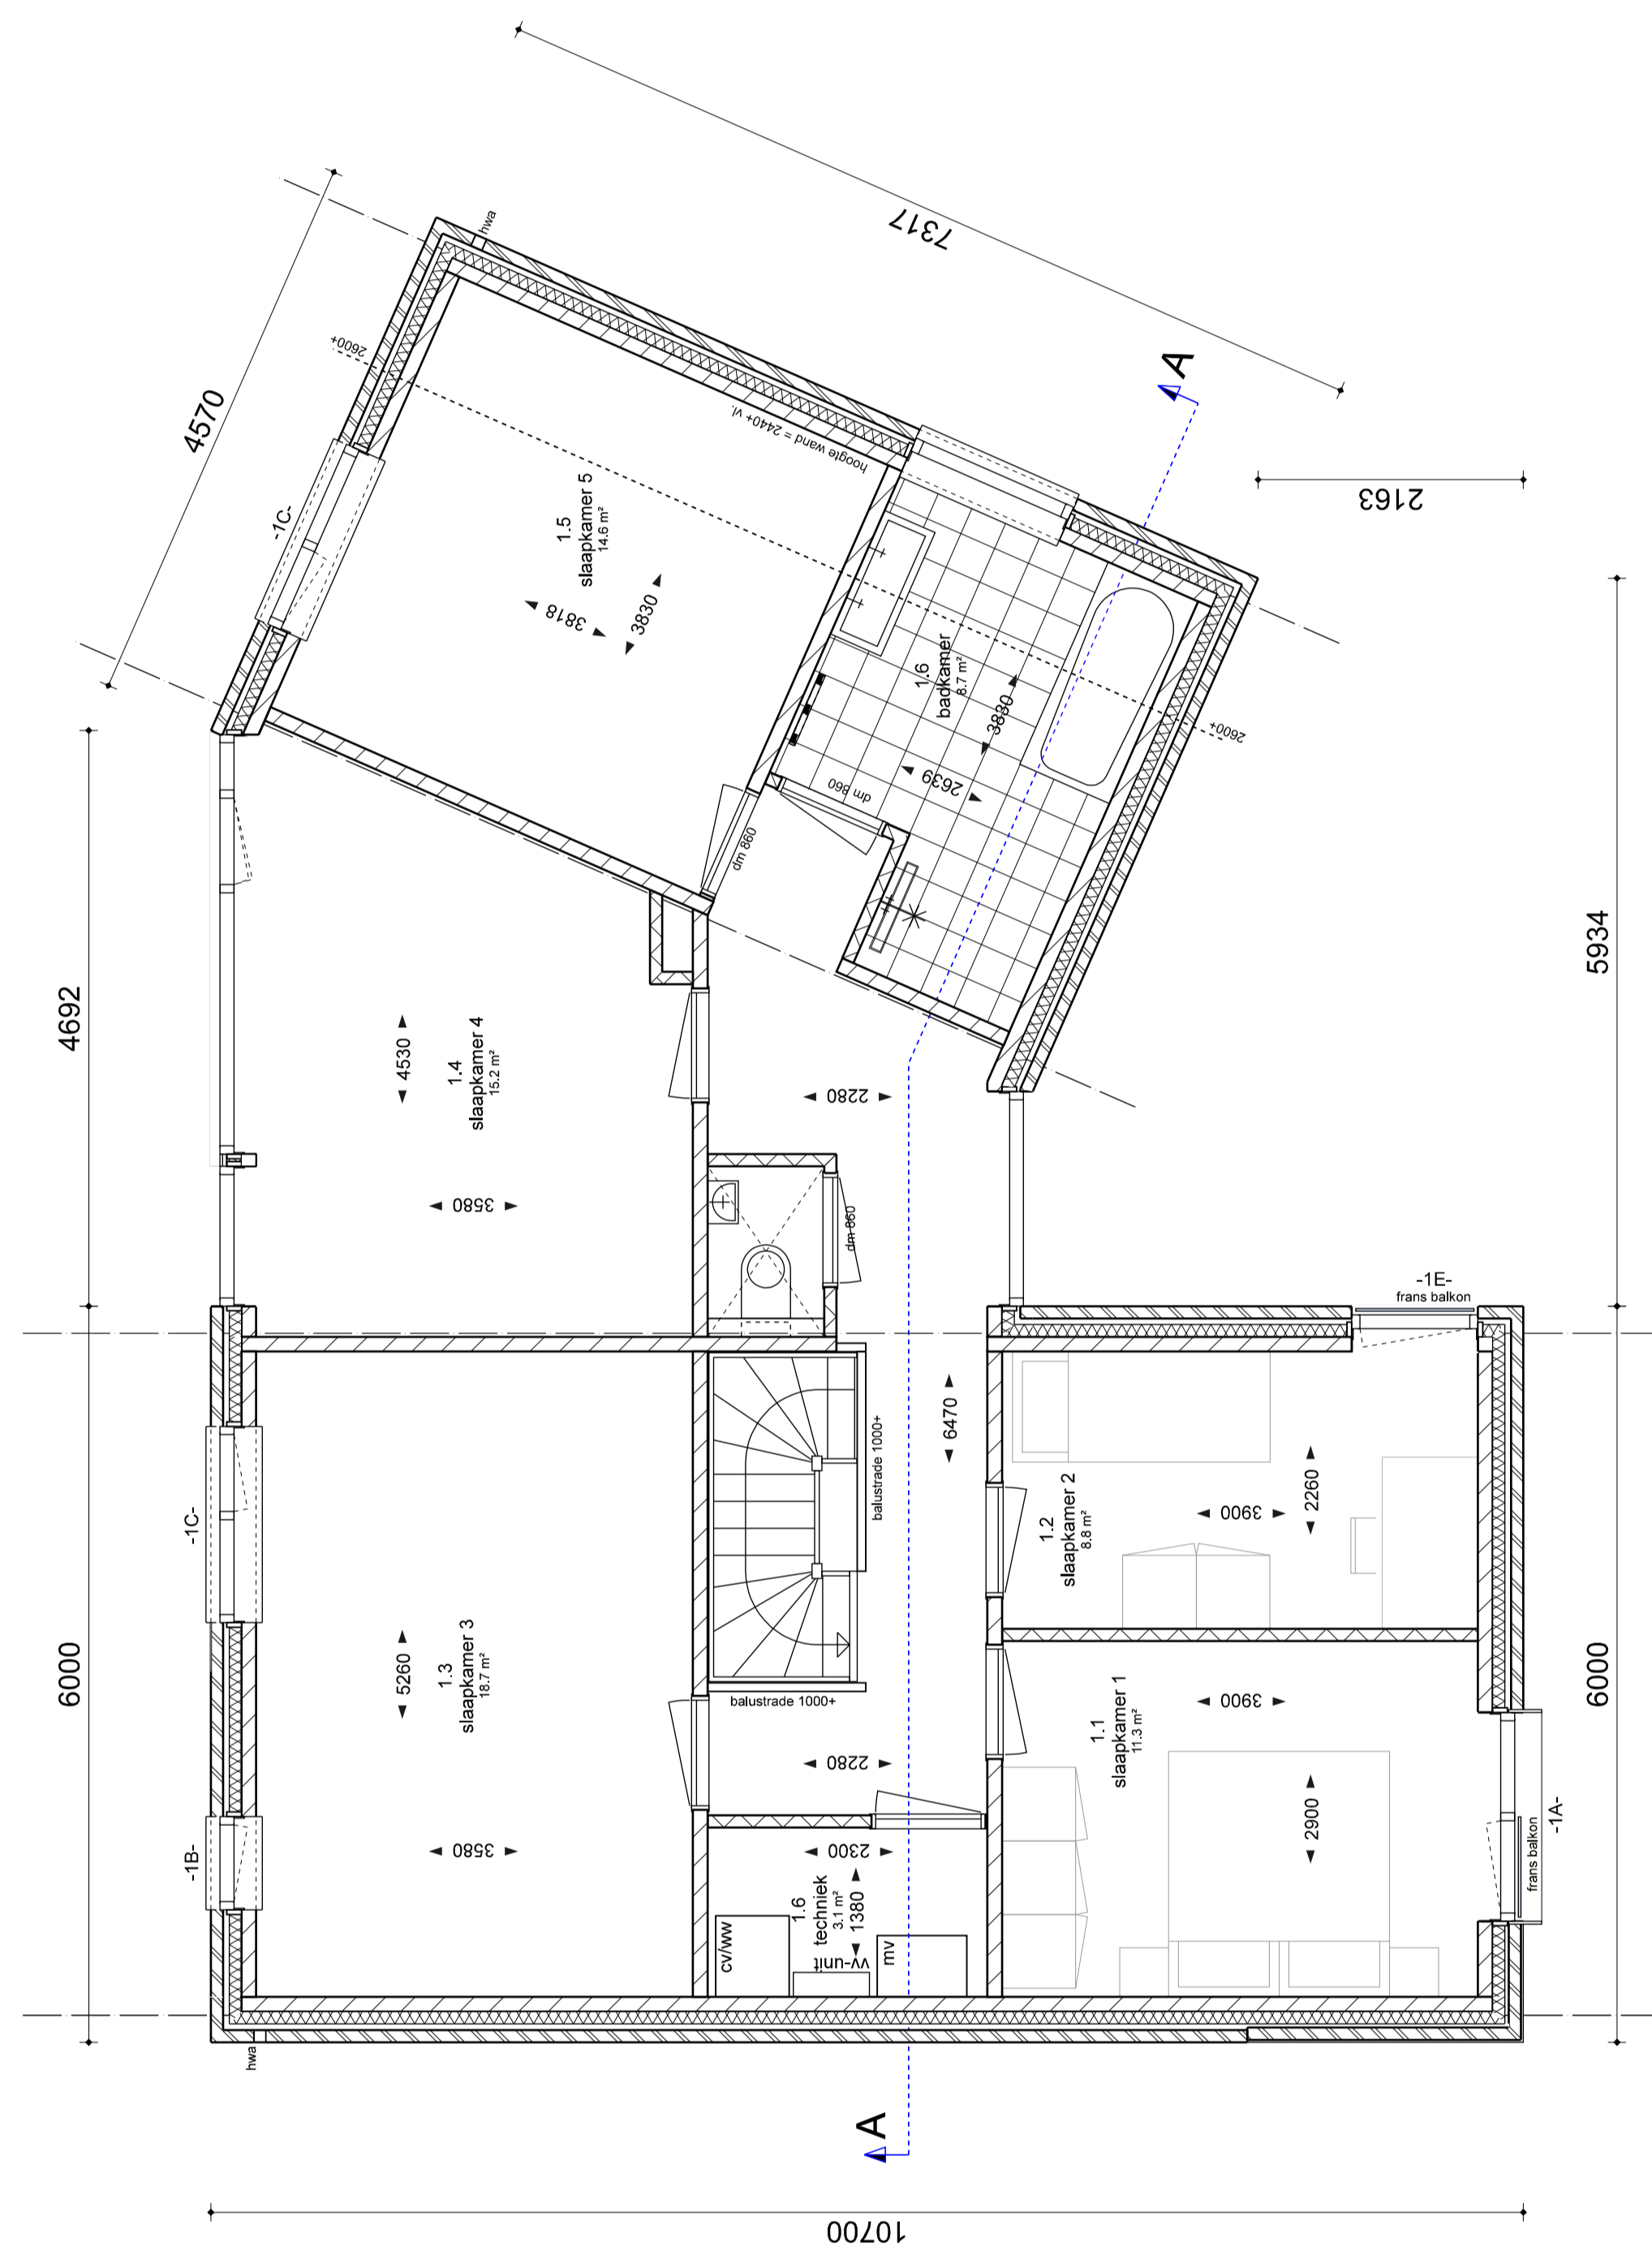 7317
hwa
4570
2600+
A
hoogte wand = 2440+ vl.
2163
-1C-
1.5
slaapkamer 5
14.6 m²
3818
3830
1.6
badkamer
8.7 m²
3830
2600+
2639
dm 860
dm 860
5934
4692
4530
1.4
slaapkamer 4
15.2 m²
2280
3580
dm 860
-1E-
frans balkon
6470
balustrade 1000+
-1C-
1.2
slaapkamer 2
8.8 m²
3900
2260
6000
5260
1.3
slaapkamer 3
18.7 m²
balustrade 1000+
6000
3900
1.1
slaapkamer 1
11.3 m²
2280
2900
-1B-
3580
2300
1.6
techniek
3.1 m²
1380
cv/ww
vv-unit
mv
frans balkon
-1A-
hwa
A
10700